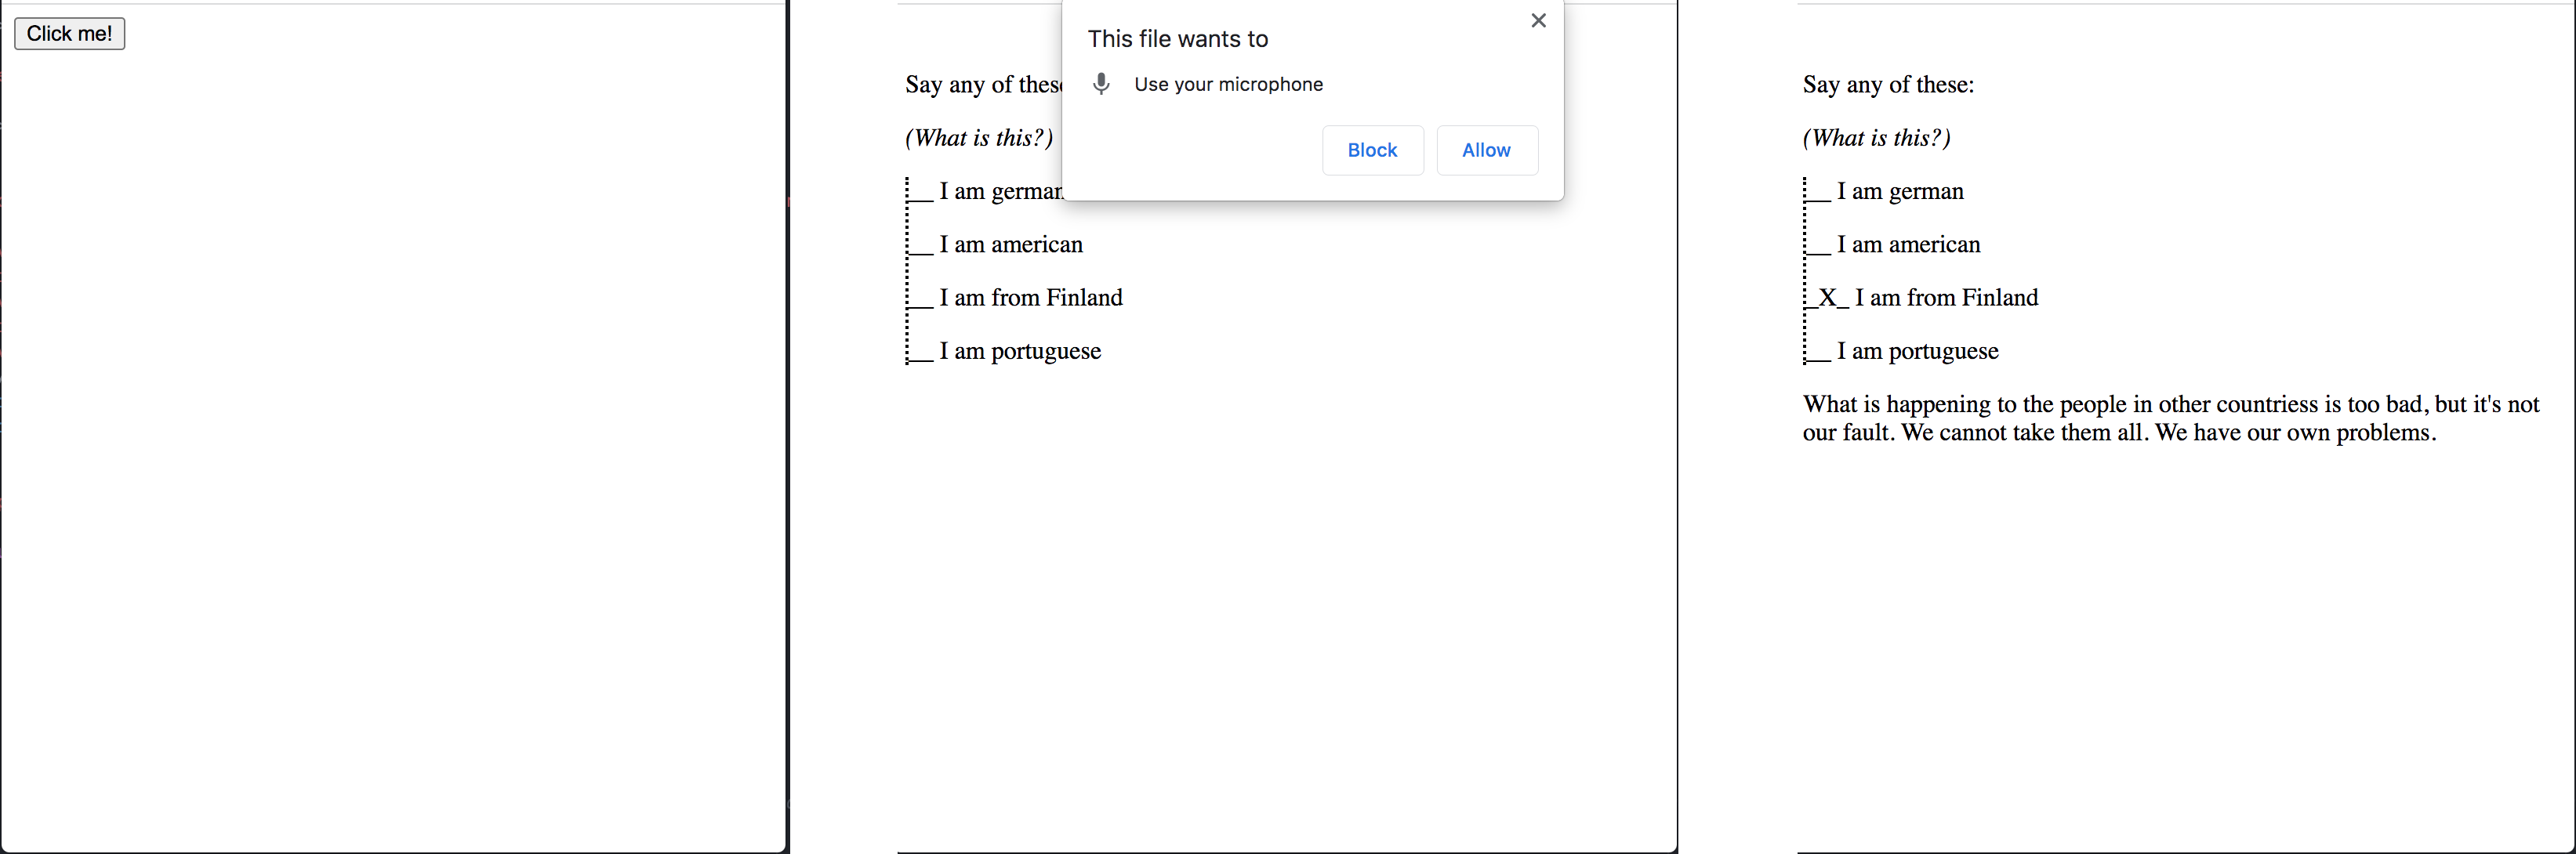 Click me!
This file wants to
Use your microphone
Block Allow
Say any of these
(What is this?)
__ I am german
__ I am american
__ I am from Finland
__ I am portuguese
Say any of these:
(What is this?)
__ I am german
__ I am american
_X_ I am from Finland
__ I am portuguese
What is happening to the people in other countriess is too bad, but it's not
our fault. We cannot take them all. We have our own problems.